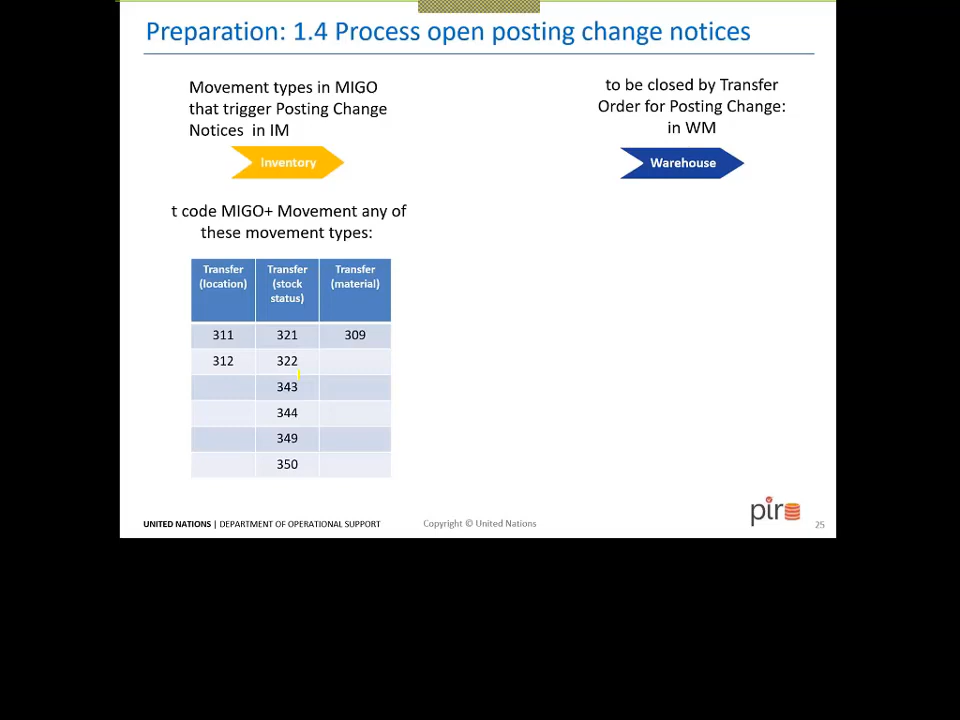 Preparation: 1.4 Process open posting change notices
Movement types in MIGO
that trigger Posting Change
Notices in IM
Inventory
to be closed by Transfer
Order for Posting Change:
in WM
Warehouse
t code MIGO+ Movement any of
these movement types:
Transfer (location) Transfer (stock status) Transfer (material)
311 321 309
312 322
343
344
349
350
UNITED NATIONS | DEPARTMENT OF OPERATIONAL SUPPORT
Copyright © United Nations
pir
25